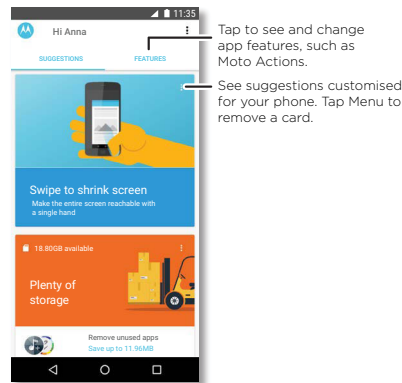 11:35
Hi Anna
SUGGESTIONS FEATURES
Swipe to shrink screen
Make the entire screen reachable with
a single hand
18.80GB available
Plenty of
storage
Remove unused apps
Save up to 11.96MB
Tap to see and change
app features, such as
Moto Actions.
See suggestions customised
for your phone. Tap Menu to
remove a card.